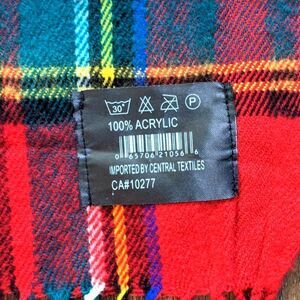 30° P
100% ACRYLIC
0 65706 21056 6
IMPORTED BY CENTRAL TEXTILES
CA#10277